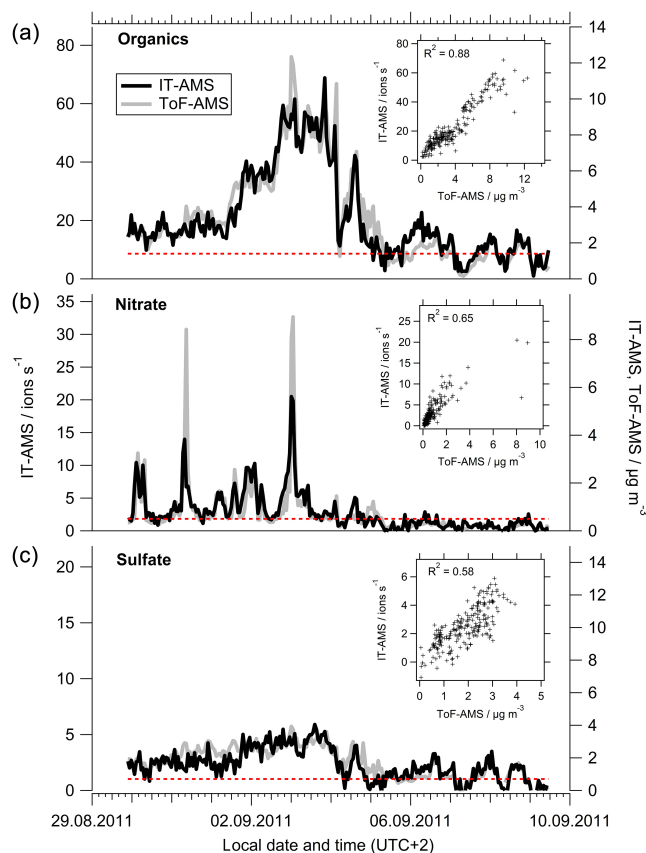 (a)
Organics
IT-AMS
ToF-AMS
80
60
40
20
0
14
12
10
8
6
4
2
0
R² = 0.88
80
60
40
20
0
IT-AMS / ions s⁻¹
0 4 8 12
ToF-AMS / µg m⁻³
(b)
Nitrate
35
30
25
20
15
10
5
0
8
6
4
2
0
R² = 0.65
25
20
15
10
5
0
IT-AMS / ions s⁻¹
0 2 4 6 8 10
ToF-AMS / µg m⁻³
IT-AMS / ions s⁻¹
IT-AMS, ToF-AMS / µg m⁻³
(c)
Sulfate
20
15
10
5
0
14
12
10
8
6
4
2
0
R² = 0.58
6
4
2
0
IT-AMS / ions s⁻¹
0 1 2 3 4 5
ToF-AMS / µg m⁻³
29.08.2011 02.09.2011 06.09.2011 10.09.2011
Local date and time (UTC+2)